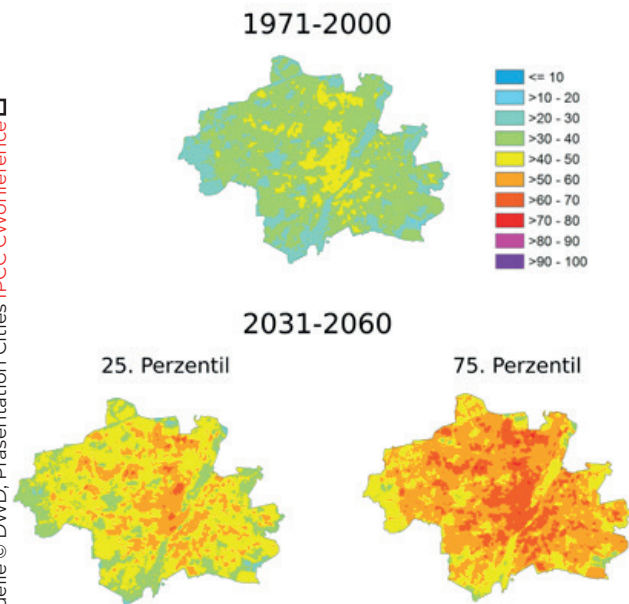 1971-2000
<= 10
>10 - 20
>20 - 30
>30 - 40
>40 - 50
>50 - 60
>60 - 70
>70 - 80
>80 - 90
>90 - 100
2031-2060
25. Perzentil
75. Perzentil
© DWD, Präsentation Cities IPCC CWonference